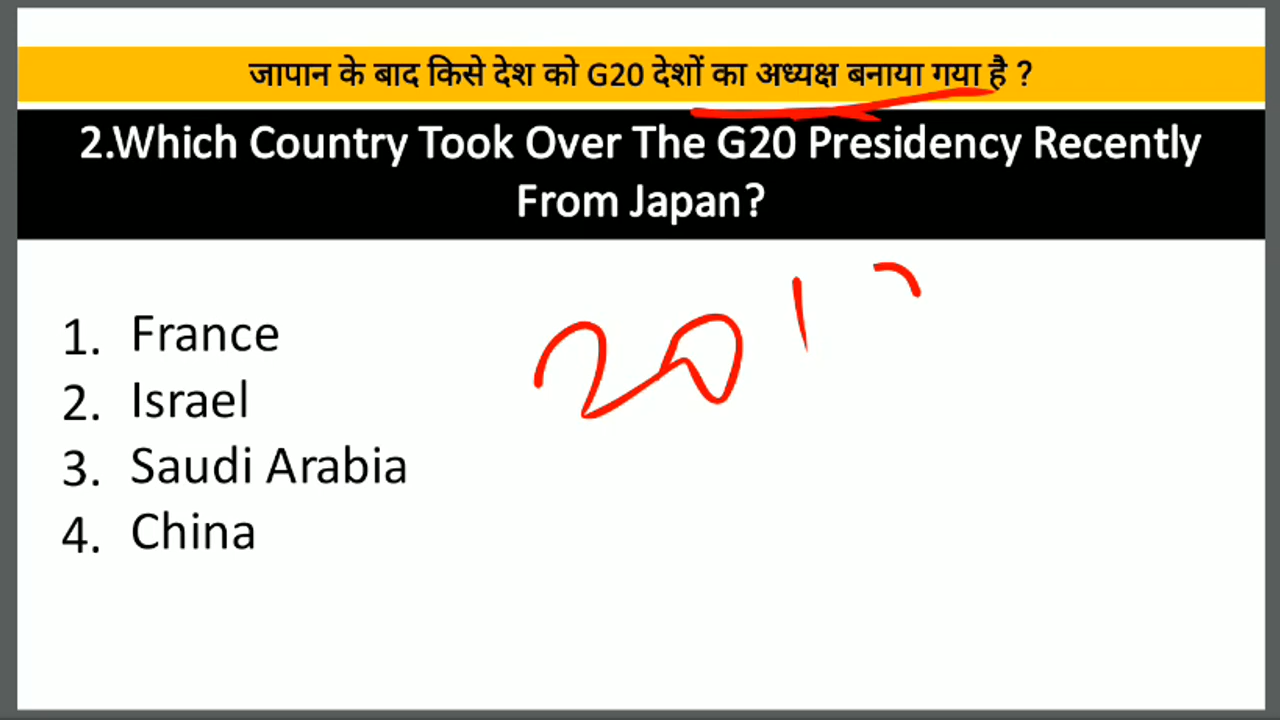 जापान के बाद किसे देश को G20 देशों का अध्यक्ष बनाया गया है ?
2.Which Country Took Over The G20 Presidency Recently
From Japan?
201
1. France
2. Israel
3. Saudi Arabia
4. China